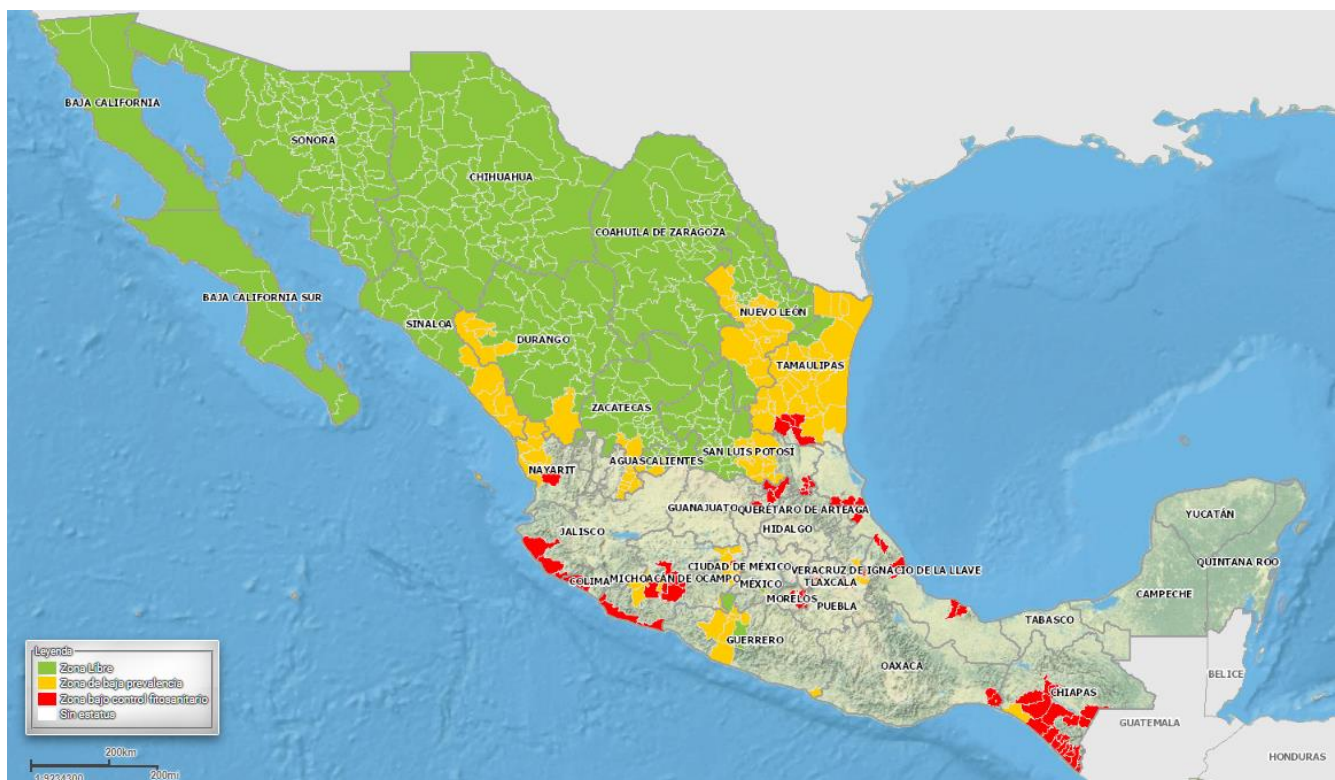 BAJA CALIFORNIA
SONORA
CHIHUAHUA
COAHUILA DE ZARAGOZA
BAJA CALIFORNIA SUR
SINALOA
DURANGO
NUEVO LEÓN
TAMAULIPAS
ZACATECAS
SAN LUIS POTOSÍ
AGUASCALIENTES
NAYARIT
GUANAJUATO
QUERÉTARO DE ARTEAGA
HIDALGO
JALISCO
YUCATÁN
QUINTANA ROO
CAMPECHE
CIUDAD DE MÉXICO
VERACRUZ DE IGNACIO DE LA LLAVE
COLIMA
MICHOACÁN DE OCAMPO
MÉXICO
TLAXCALA
MORELOS
PUEBLA
TABASCO
GUERRERO
OAXACA
CHIAPAS
BELICE
GUATEMALA
HONDURAS
Leyenda
Zona Libre
Zona de baja prevalencia
Zona bajo control fitosanitario
Sin estatus
200km
200mi